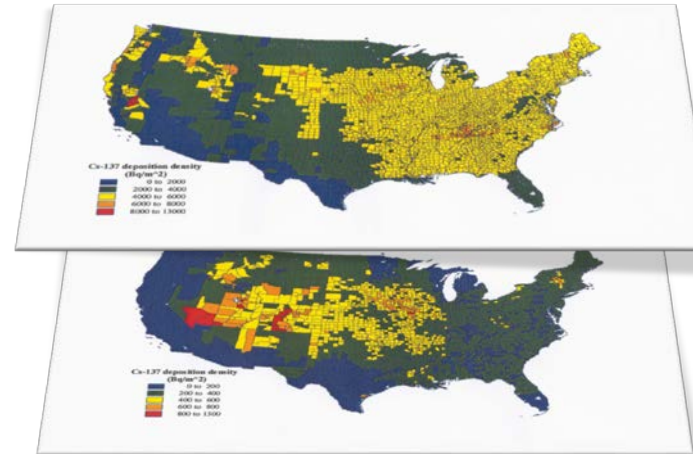 Cs-137 deposition density
(Bq/m^2)
0 to 2000
2000 to 4000
4000 to 6000
6000 to 8000
8000 to 13000
Cs-137 deposition density
(Bq/m^2)
0 to 200
200 to 400
400 to 600
600 to 800
800 to 1500